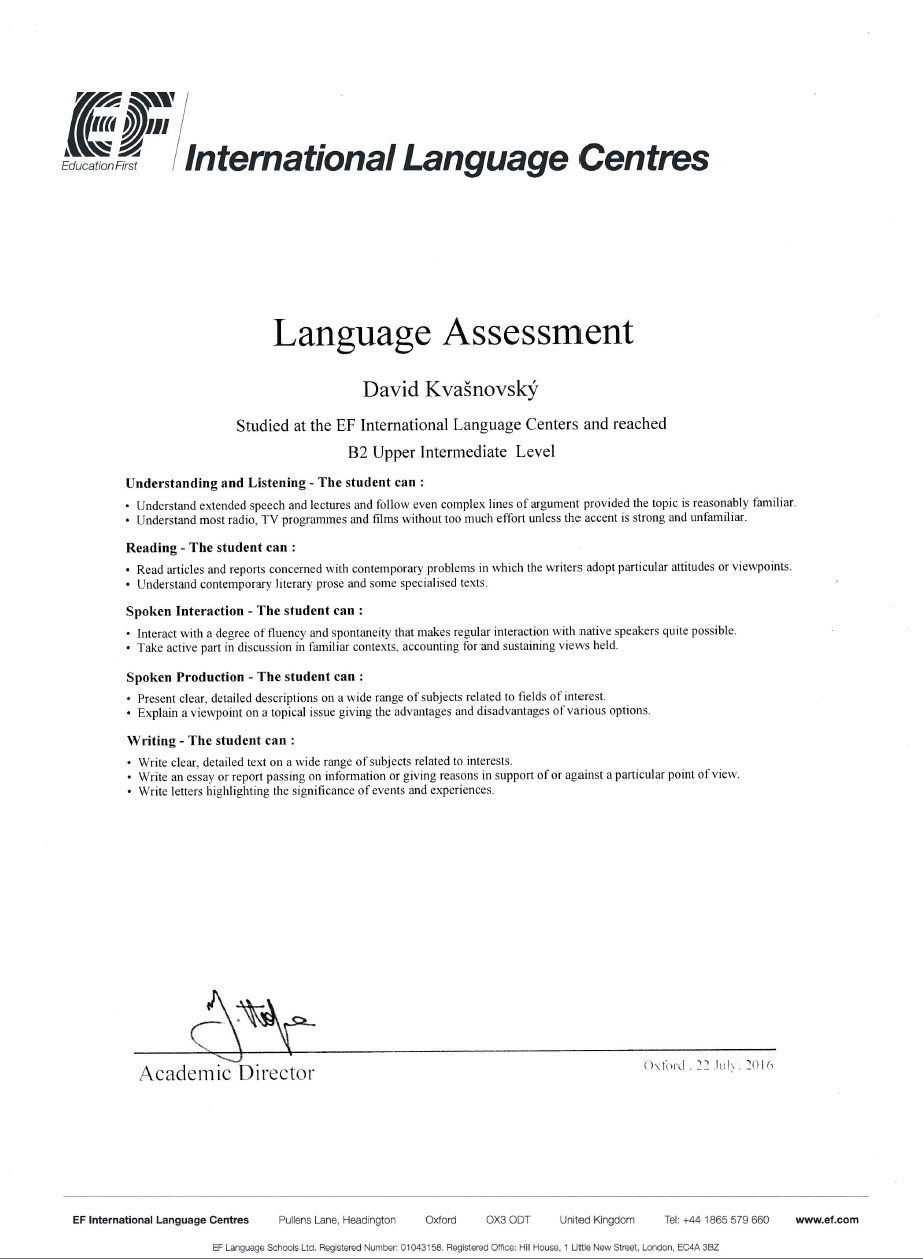 EF
Education First
International Language Centres
Language Assessment
David Kvašnovský
Studied at the EF International Language Centers and reached
B2 Upper Intermediate Level
Understanding and Listening - The student can :
• Understand extended speech and lectures and follow even complex lines of argument provided the topic is reasonably familiar.
• Understand most radio, TV programmes and films without too much effort unless the accent is strong and unfamiliar.
Reading - The student can :
• Read articles and reports concerned with contemporary problems in which the writers adopt particular attitudes or viewpoints.
• Understand contemporary literary prose and some specialised texts.
Spoken Interaction - The student can :
• Interact with a degree of fluency and spontaneity that makes regular interaction with native speakers quite possible.
• Take active part in discussion in familiar contexts, accounting for and sustaining views held.
Spoken Production - The student can :
• Present clear, detailed descriptions on a wide range of subjects related to fields of interest.
• Explain a viewpoint on a topical issue giving the advantages and disadvantages of various options.
Writing - The student can :
• Write clear, detailed text on a wide range of subjects related to interests.
• Write an essay or report passing on information or giving reasons in support of or against a particular point of view.
• Write letters highlighting the significance of events and experiences.
Academic Director
Oxford , 22 July, 2016
EF International Language Centres Pullens Lane, Headington Oxford OX3 ODT United Kingdom Tel: +44 1865 579 660 www.ef.com
EF Language Schools Ltd. Registered Number: 01043158. Registered Office: Hill House, 1 Little New Street, London, EC4A 3BZ